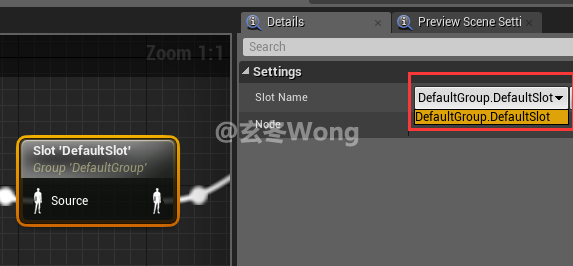 Details
Preview Scene Setti
Zoom 1:1
Search
Settings
Slot Name
DefaultGroup.DefaultSlot
DefaultGroup.DefaultSlot
Node
@玄冬Wong
Slot 'DefaultSlot'
Group 'DefaultGroup'
Source